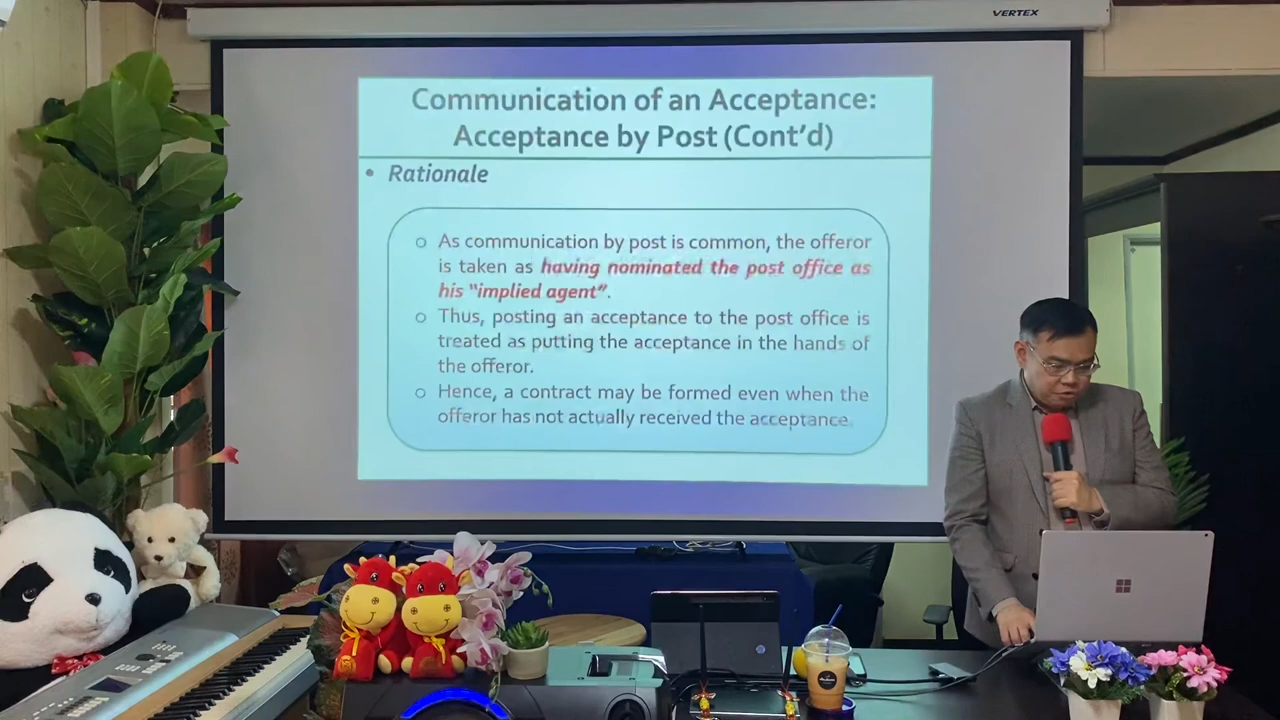 VERTEX
Communication of an Acceptance:
Acceptance by Post (Cont'd)
• Rationale
o As communication by post is common, the offeror
is taken as having nominated the post office as
his "implied agent".
o Thus, posting an acceptance to the post office is
treated as putting the acceptance in the hands of
the offeror.
o Hence, a contract may be formed even when the
offeror has not actually received the acceptance.